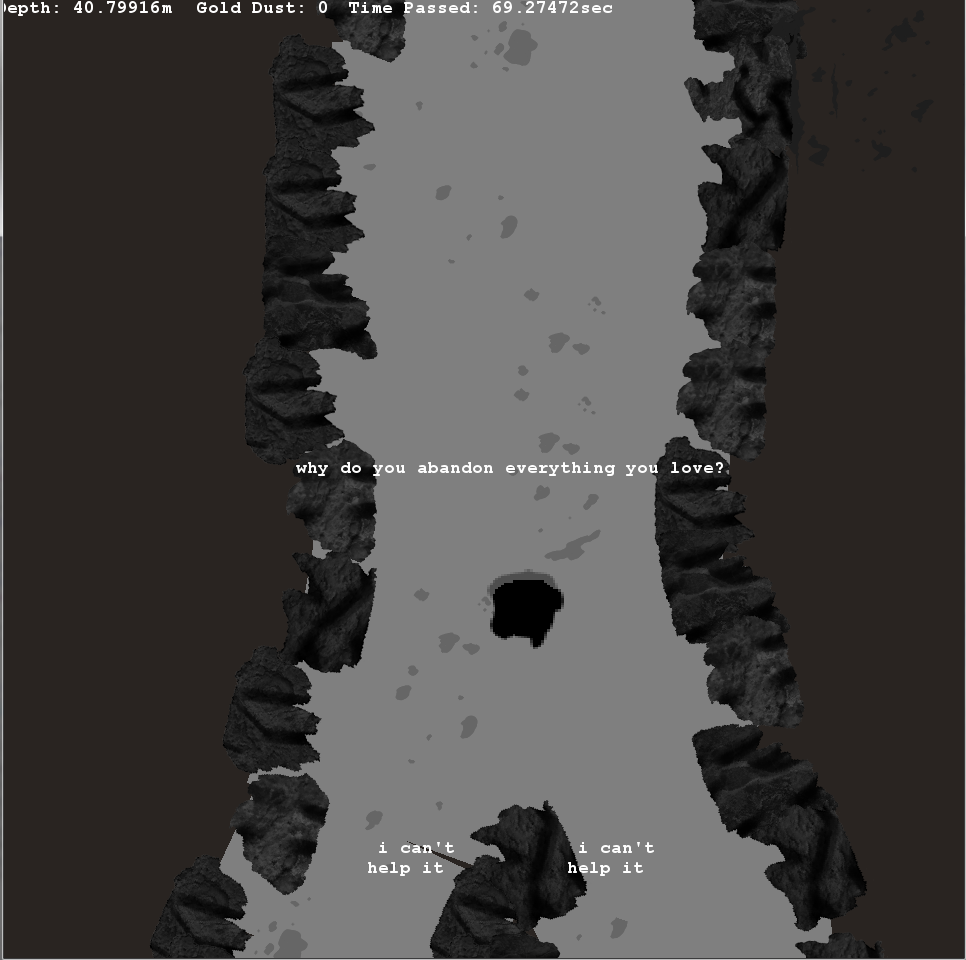 Depth: 40.79916m  Gold Dust: 0  Time Passed: 69.27472sec
why do you abandon everything you love?
i can't
help it
i can't
help it